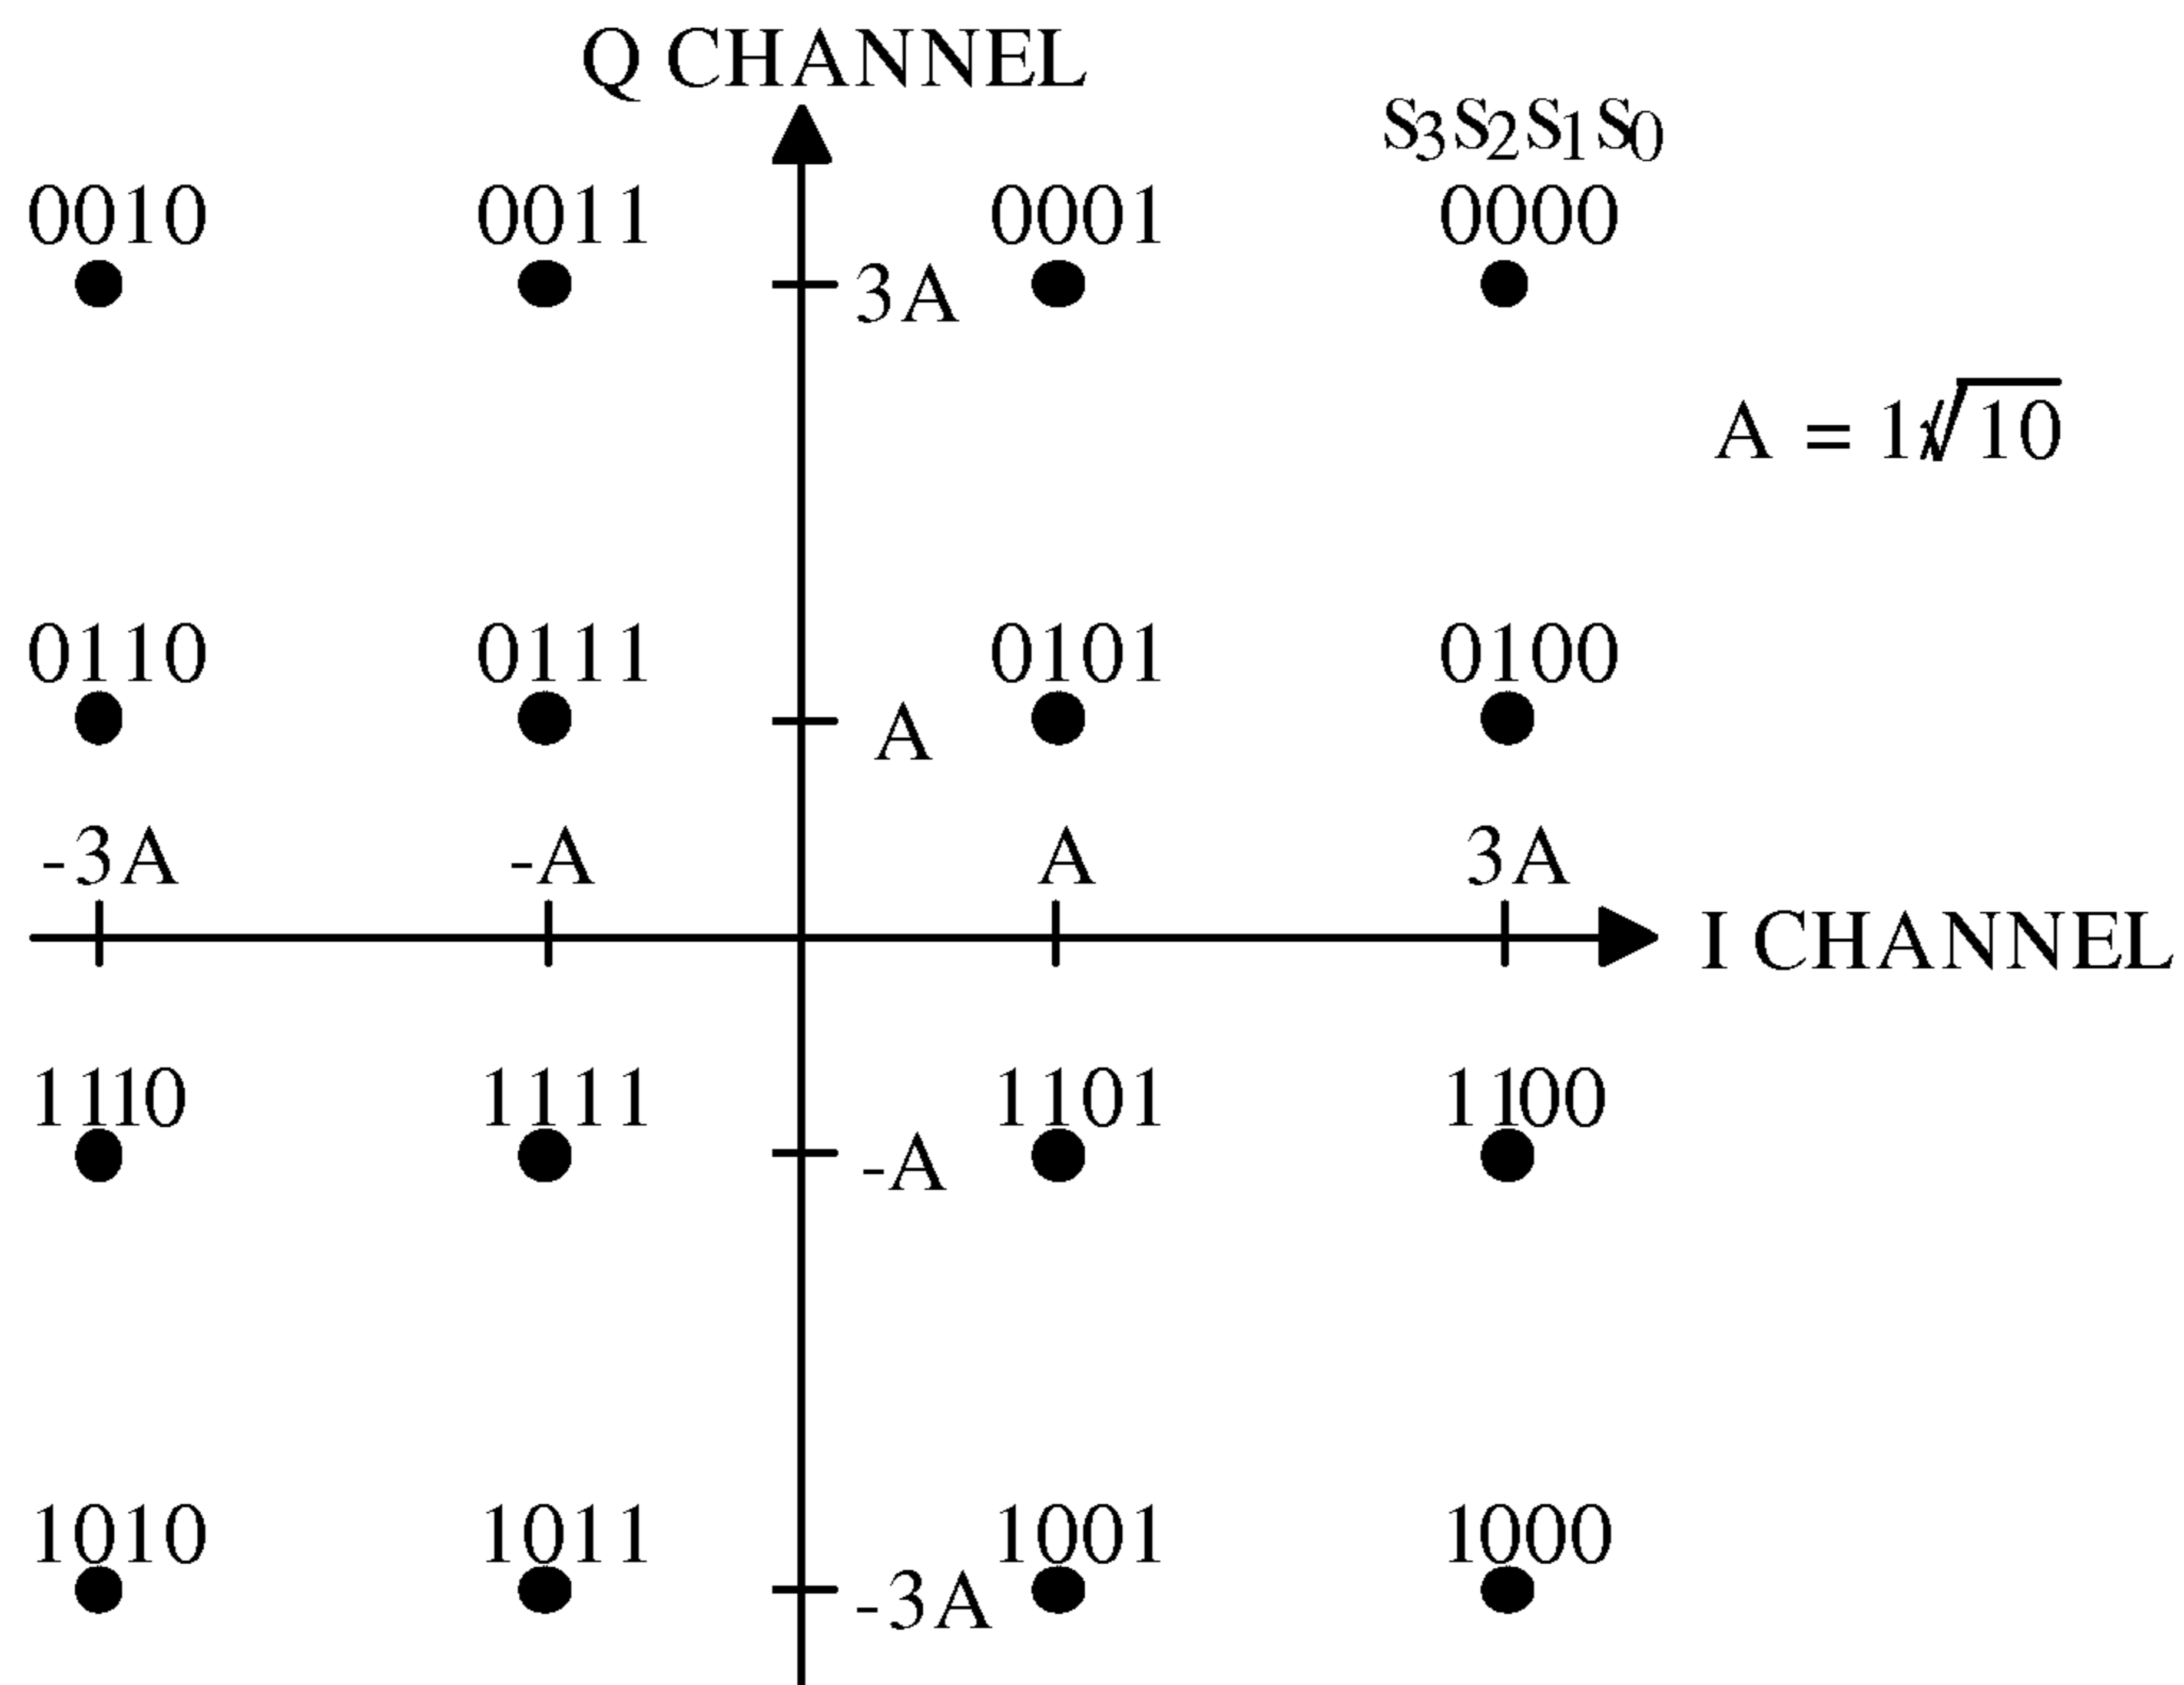 Q CHANNEL
S3S2S1S0
0010 0011 0001 0000
3A
A = 1/√10
0110 0111 0101 0100
A
-3A -A A 3A
I CHANNEL
1110 1111 1101 1100
-A
1010 1011 1001 1000
-3A